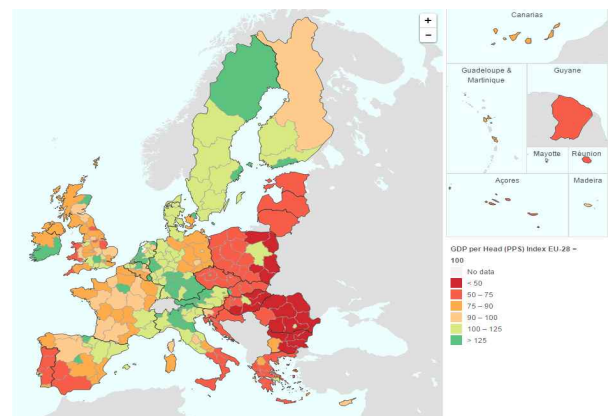 +
−
Canarias
Guadeloupe &
Martinique
Guyane
Mayotte
Réunion
Açores
Madeira
GDP per Head (PPS) Index EU-28 =
100
No data
< 50
50 – 75
75 – 90
90 – 100
100 – 125
> 125